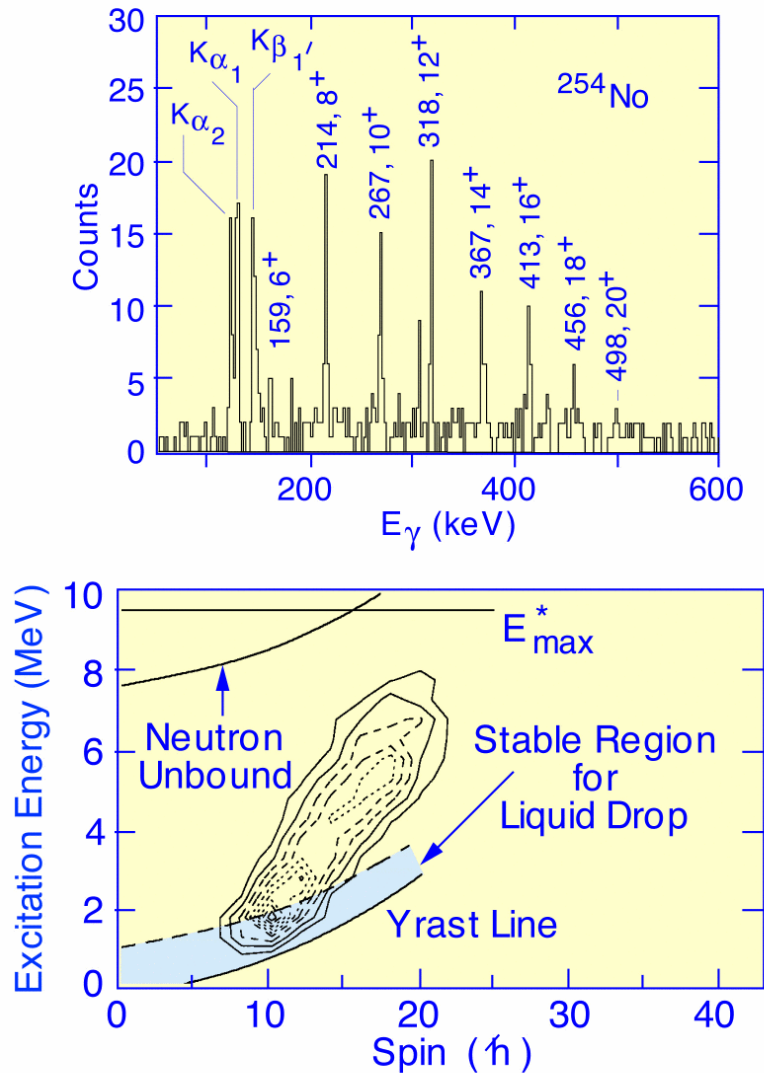 30
25
20
15
10
5
0
Counts
Kα2
Kα1
Kβ1′
159, 6+
214, 8+
267, 10+
318, 12+
367, 14+
413, 16+
456, 18+
498, 20+
254No
200
400
600
Eγ (keV)
10
8
6
4
2
0
Excitation Energy (MeV)
E*max
Neutron
Unbound
Stable Region
for
Liquid Drop
Yrast Line
0
10
20
30
40
Spin (ℏ)